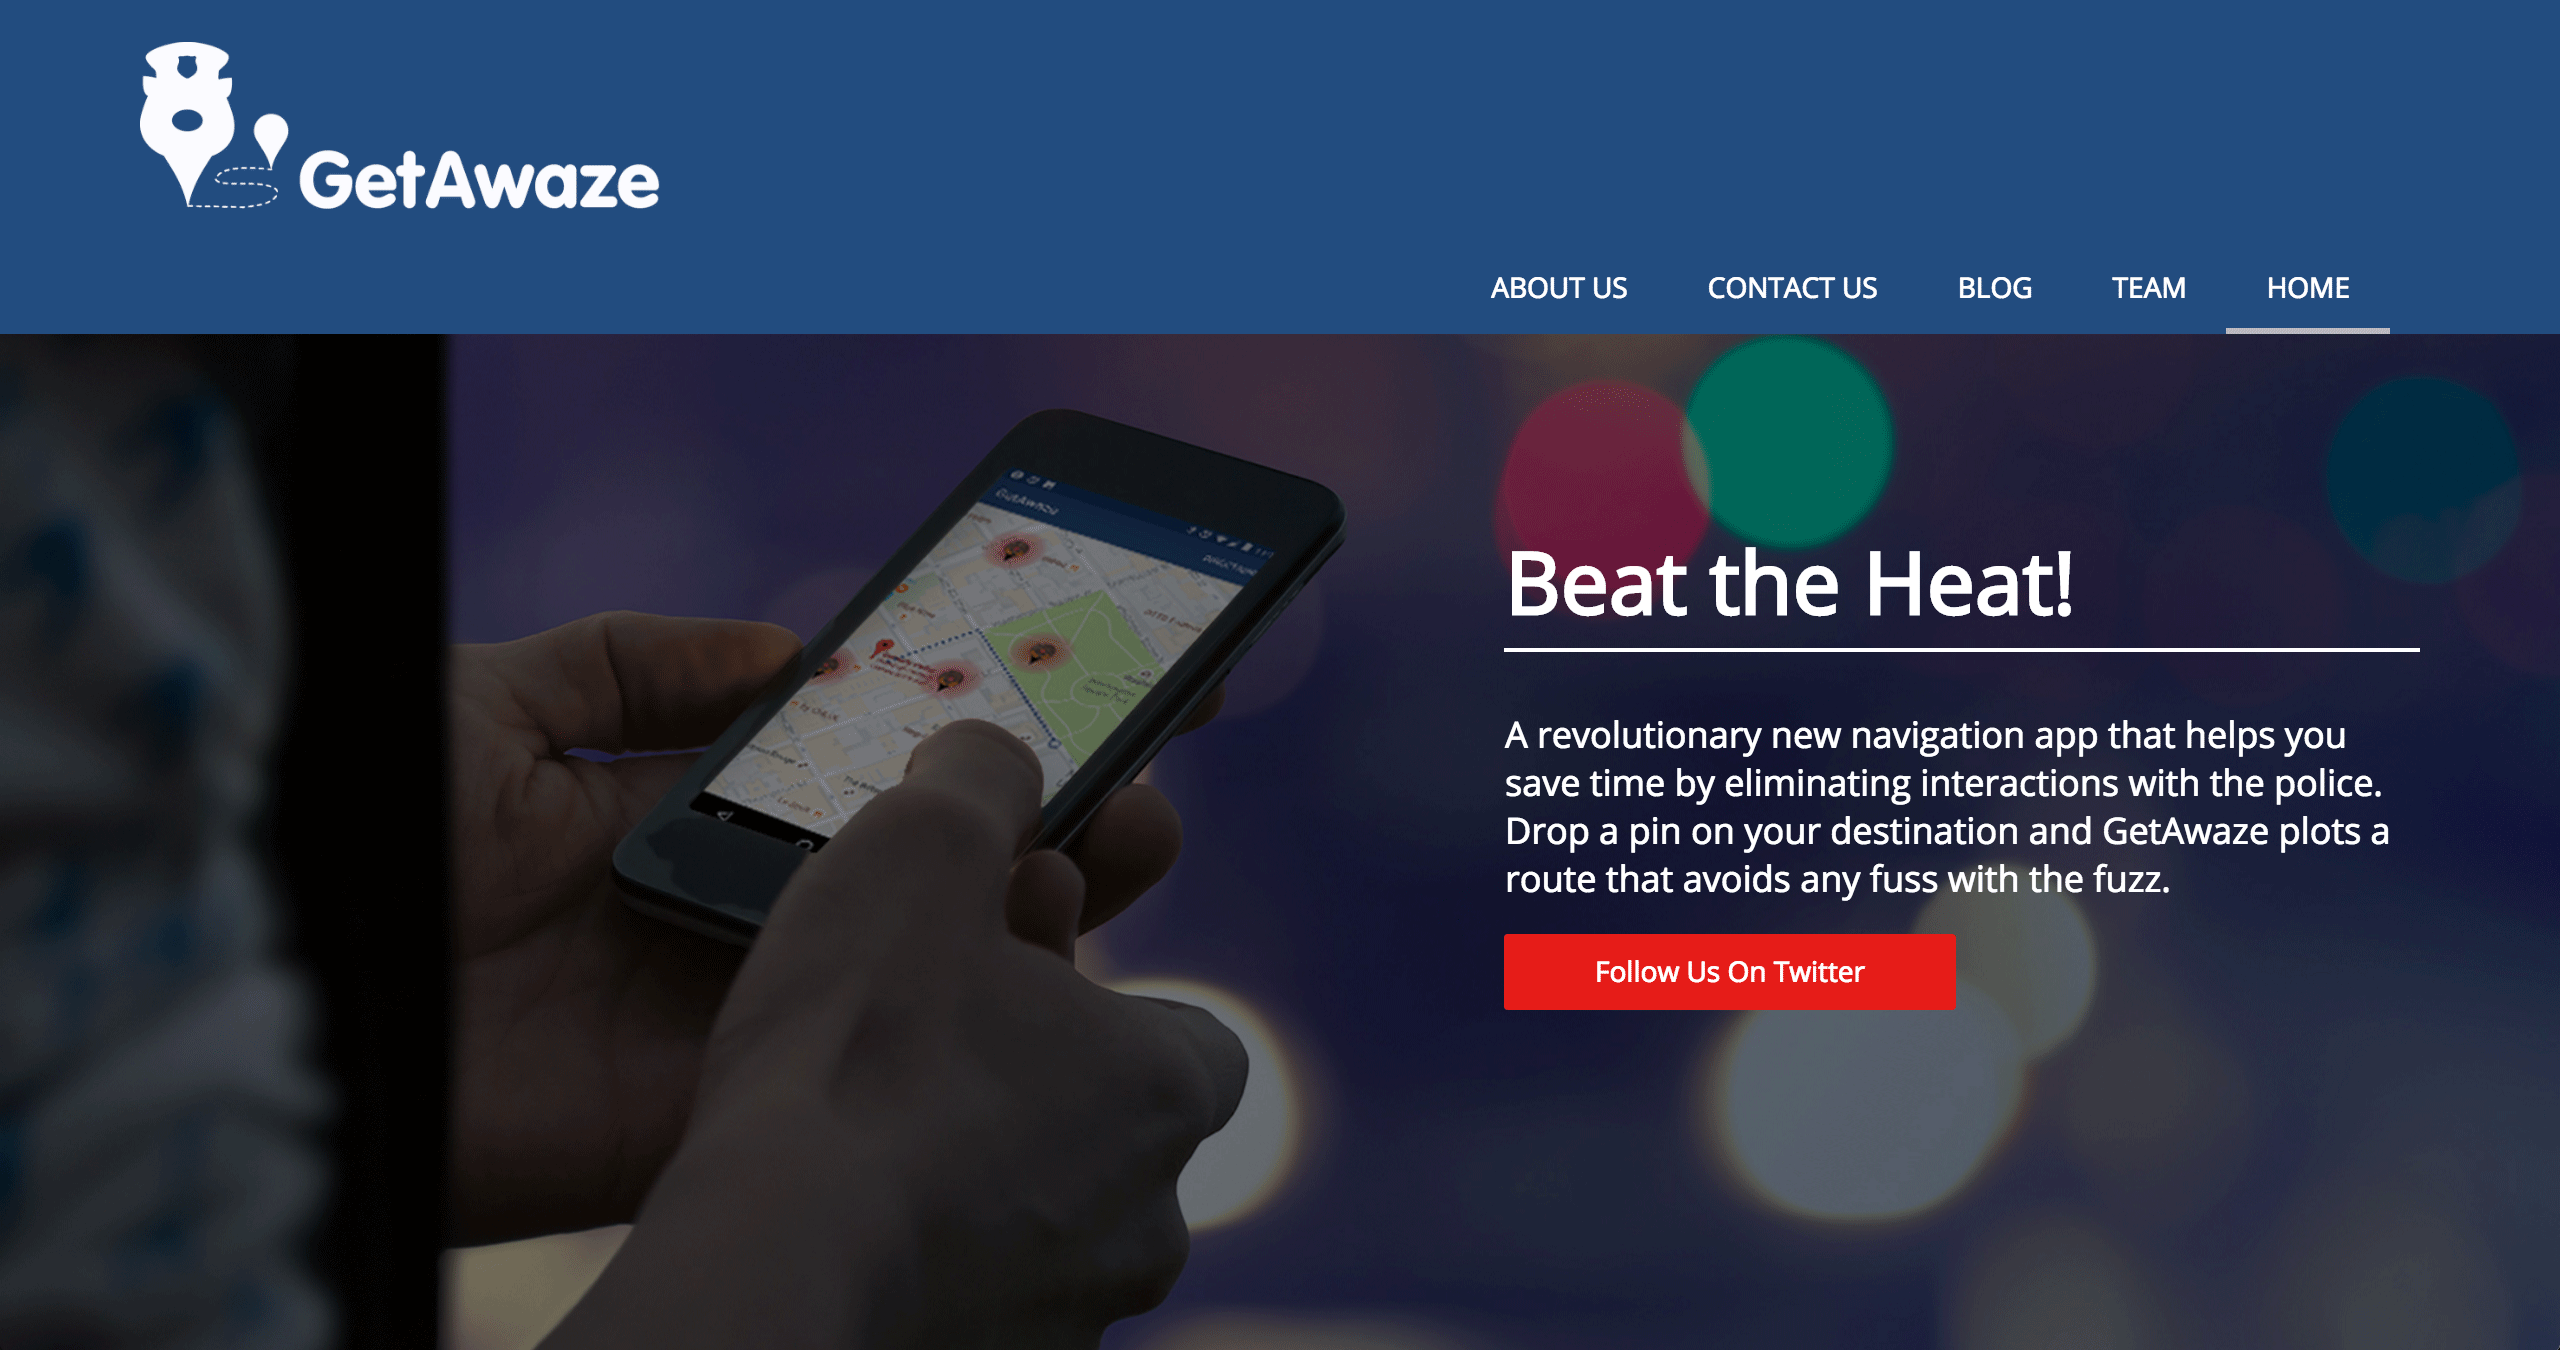 GetAwaze
ABOUT US
CONTACT US
BLOG
TEAM
HOME
GetAwaze
Beat the Heat!
A revolutionary new navigation app that helps you
save time by eliminating interactions with the police.
Drop a pin on your destination and GetAwaze plots a
route that avoids any fuss with the fuzz.
Follow Us On Twitter